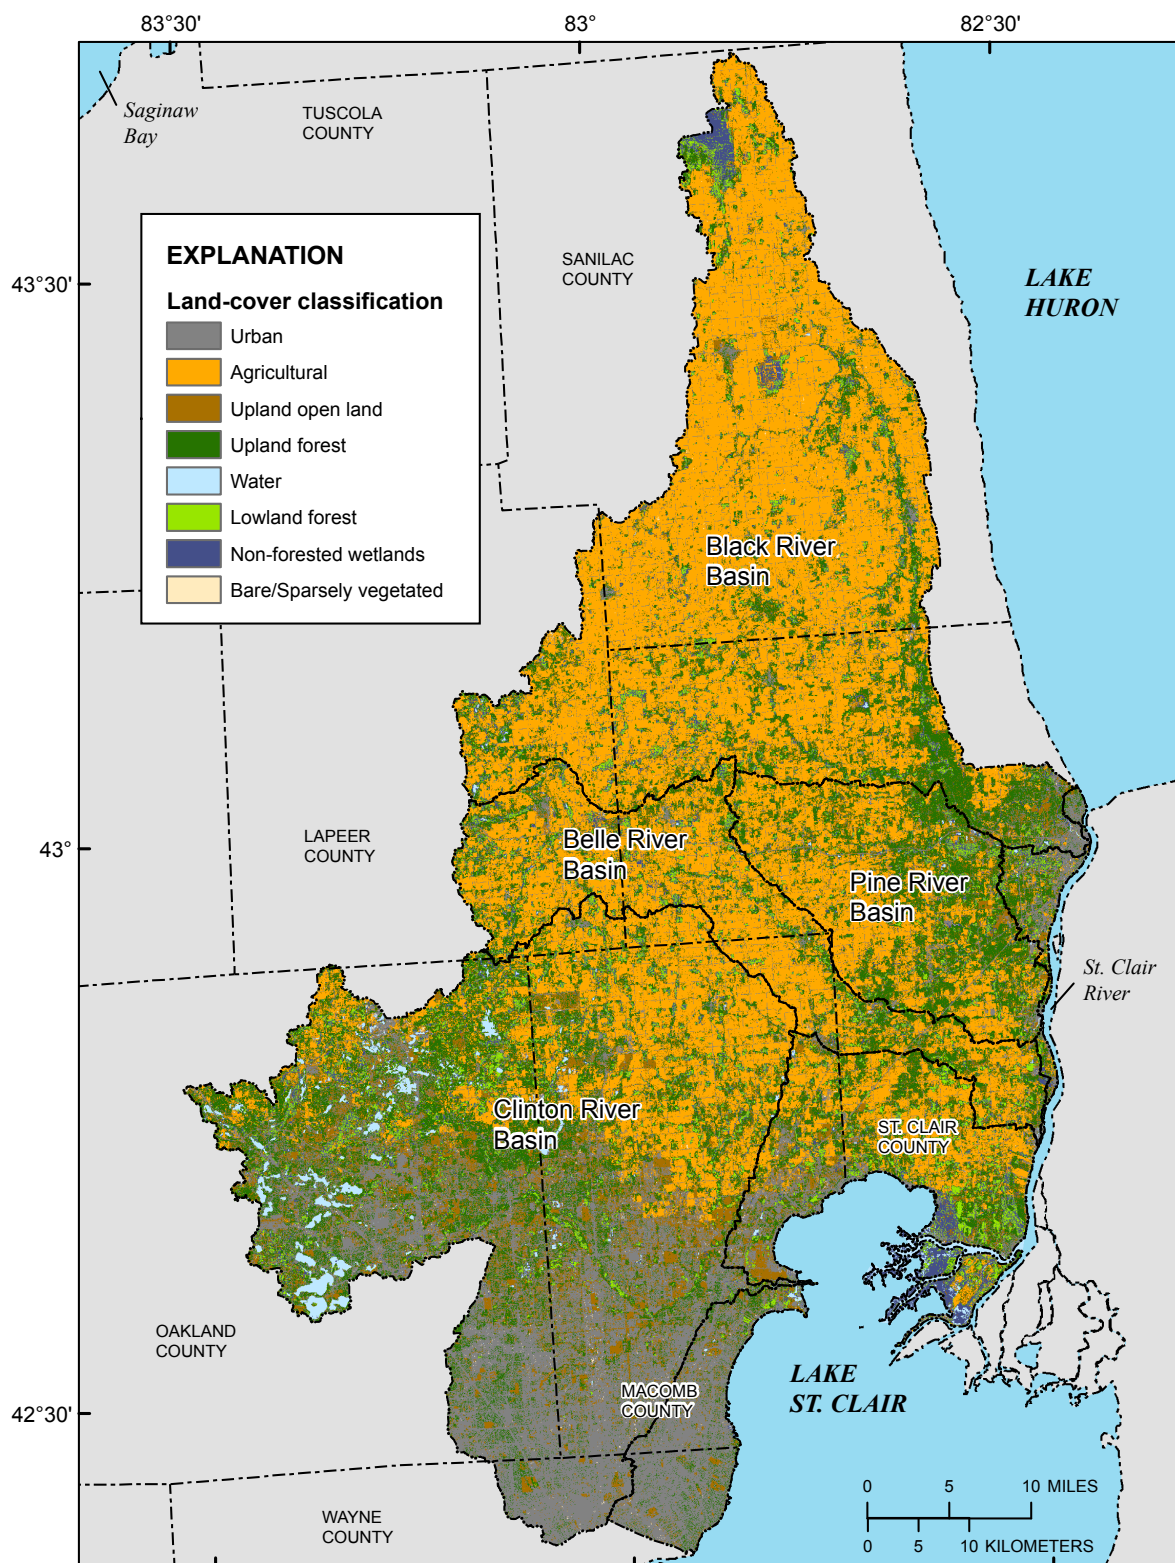 83°30'
83°
82°30'
Saginaw
Bay
TUSCOLA
COUNTY
SANILAC
COUNTY
LAKE
HURON
43°30'
EXPLANATION
Land-cover classification
Urban
Agricultural
Upland open land
Upland forest
Water
Lowland forest
Non-forested wetlands
Bare/Sparsely vegetated
Black River
Basin
LAPEER
COUNTY
43°
Belle River
Basin
Pine River
Basin
St. Clair
River
Clinton River
Basin
ST. CLAIR
COUNTY
OAKLAND
COUNTY
MACOMB
COUNTY
LAKE
ST. CLAIR
42°30'
WAYNE
COUNTY
0 5 10 MILES
0 5 10 KILOMETERS